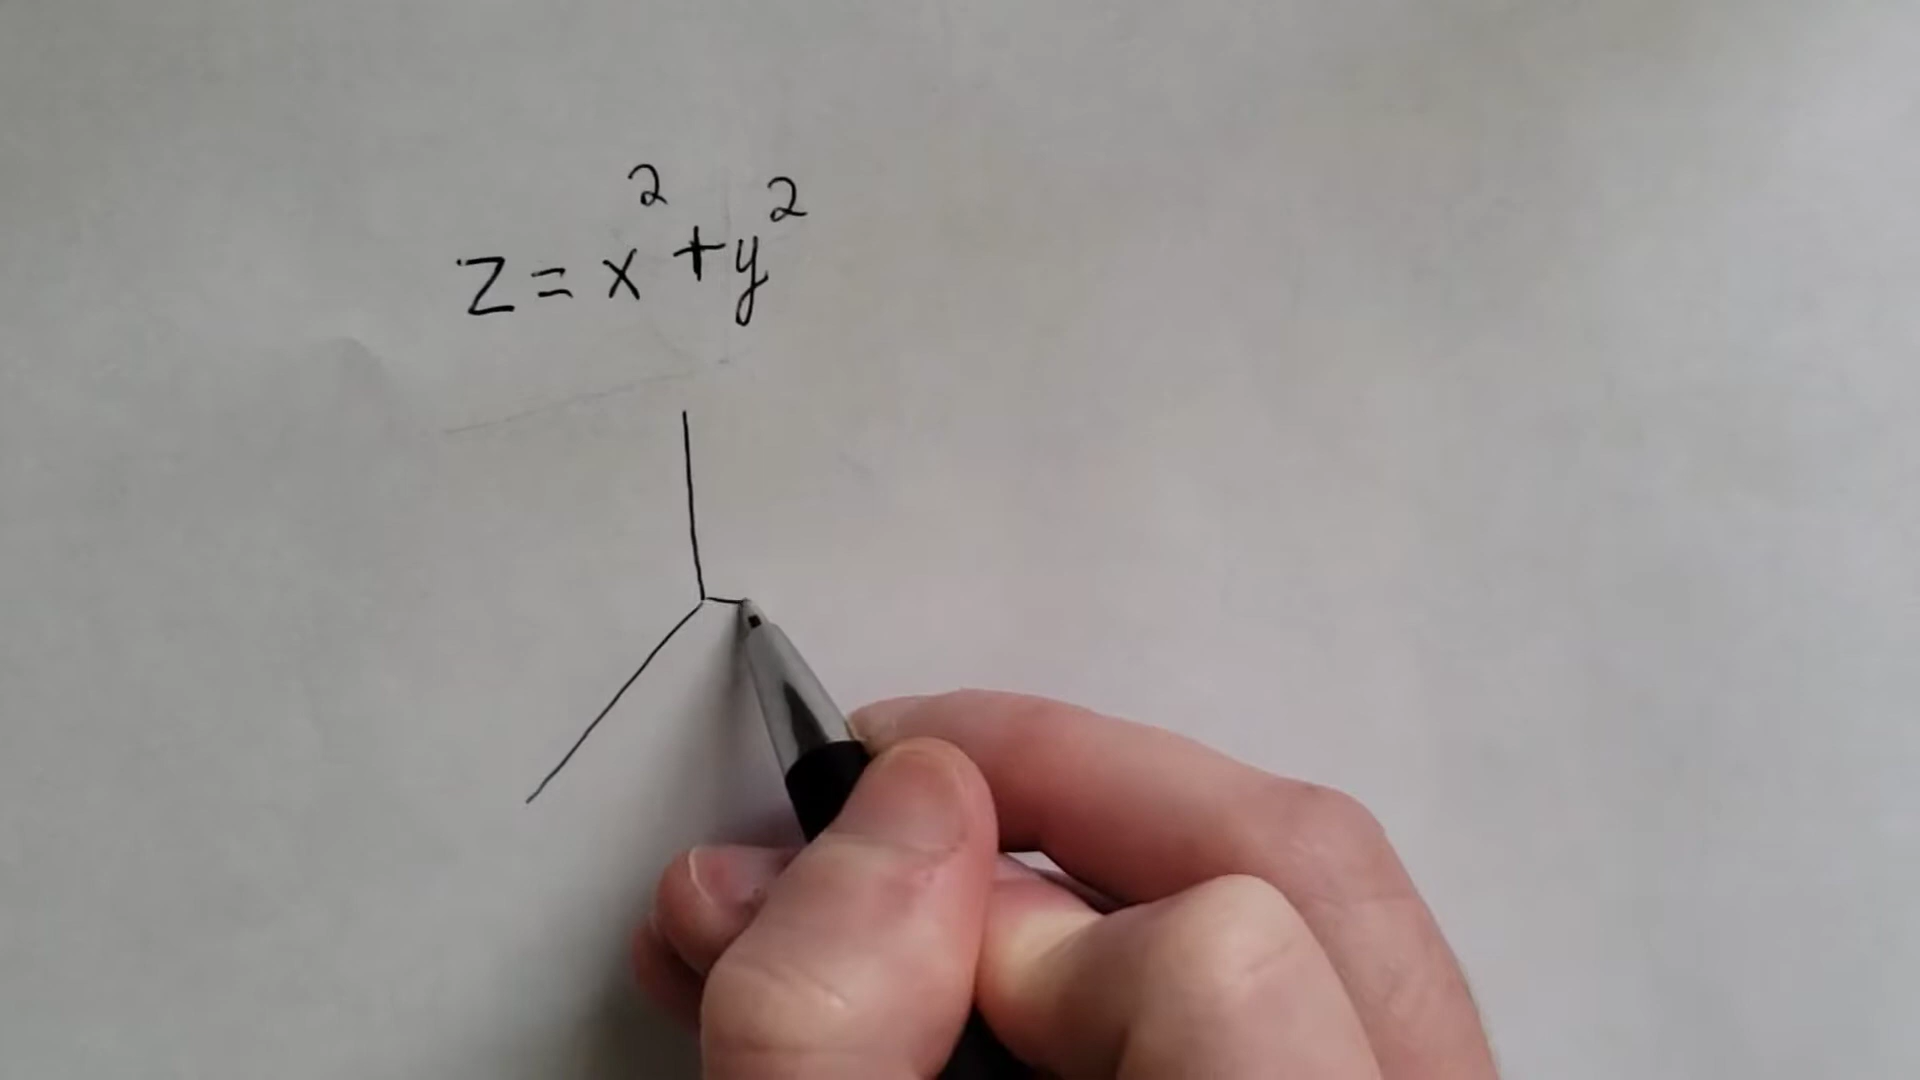 z = x² + y²